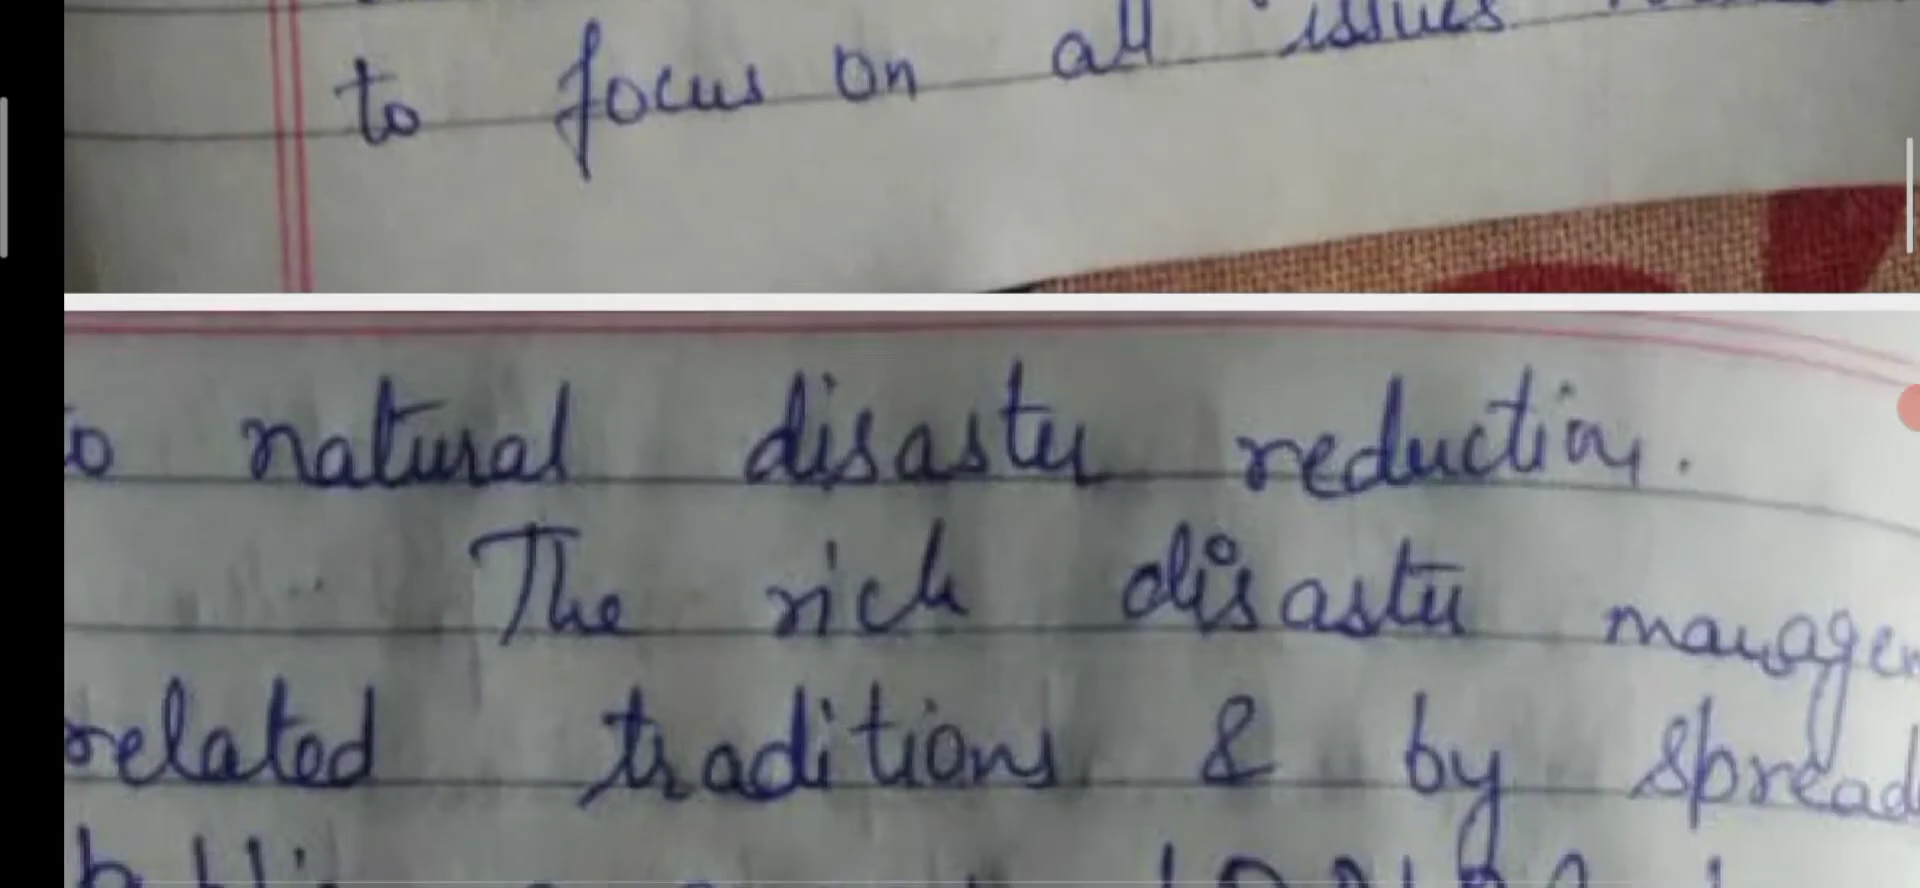 to focus on all issues
natural disaster reduction.
The rich disaster
related traditions & by spread